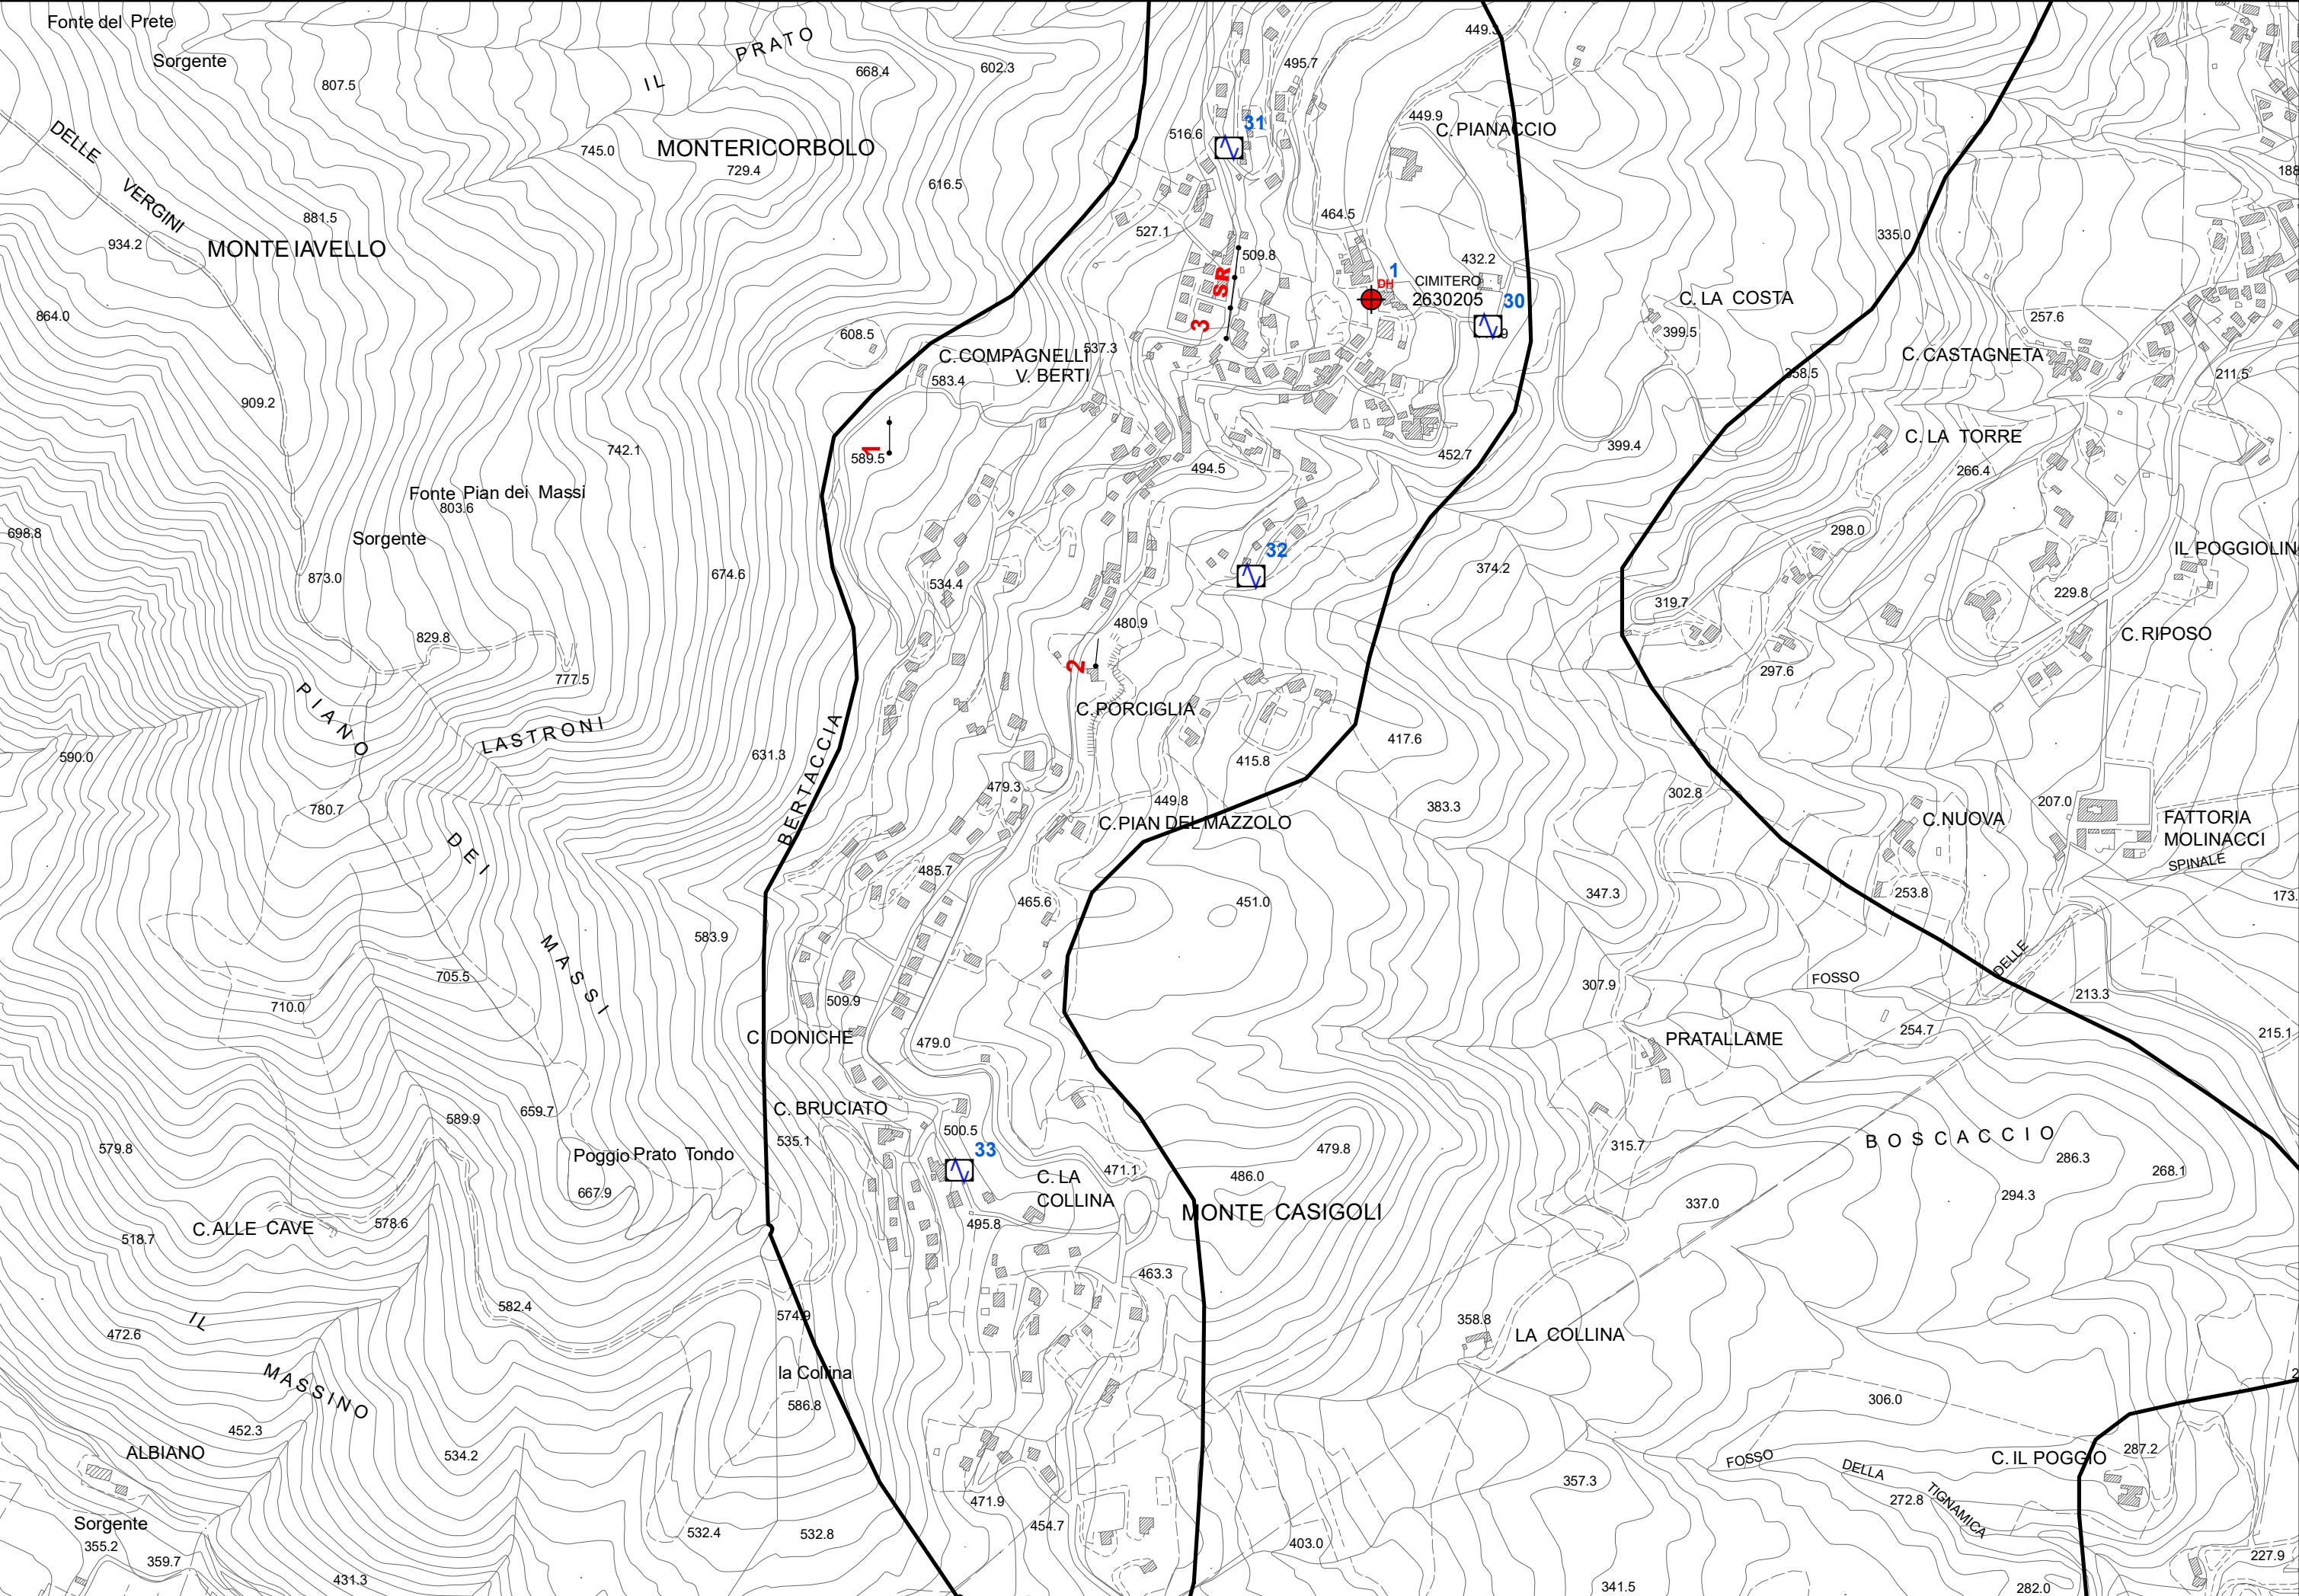 Fonte del Prete
Sorgente
807.5
IL PRATO
668.4
602.3
495.7
449.9
C. PIANACCIO
31
516.6
MONTERICORBOLO
745.0
729.4
616.5
DELLE VERGINI
881.5
934.2
MONTE IAVELLO
527.1
464.5
509.8
432.2
335.0
1
DH
CIMITERO
2630205
30
SR
3
C. LA COSTA
399.5
257.6
864.0
608.5
C. COMPAGNELLI
V. BERTI
537.3
583.4
C. CASTAGNETA
358.5
211.5
909.2
742.1
1
589.5
494.5
452.7
399.4
C. LA TORRE
266.4
Fonte Pian dei Massi
803.6
Sorgente
698.8
873.0
674.6
534.4
32
374.2
298.0
IL POGGIOLIN
319.7
229.8
C. RIPOSO
829.8
777.5
480.9
2
297.6
PIANO
LASTRONI
BERTACCIA
C. PORCIGLIA
417.6
415.8
590.0
631.3
780.7
479.3
449.8
C. PIAN DEL MAZZOLO
383.3
302.8
207.0
C. NUOVA
FATTORIA
MOLINACCI
SPINALE
DEI
485.7
465.6
451.0
347.3
253.8
173.
MASSI
583.9
705.5
710.0
509.9
307.9
FOSSO
DELLE
213.3
C. DONICHE
479.0
254.7
215.1
PRATALLAME
659.7
589.9
C. BRUCIATO
500.5
535.1
33
579.8
Poggio Prato Tondo
667.9
471.1
479.8
486.0
315.7
BOSCACCIO
286.3
268.1
294.3
337.0
C. LA
COLLINA
495.8
MONTE CASIGOLI
C. ALLE CAVE
578.6
518.7
463.3
582.4
574.9
472.6
IL
MASSINO
358.8
LA COLLINA
la Collina
586.8
306.0
452.3
ALBIANO
534.2
FOSSO
DELLA
TIGNAMICA
C. IL POGGIO
287.2
357.3
272.8
471.9
454.7
Sorgente
355.2
359.7
532.4
532.8
403.0
227.9
431.3
341.5
282.0